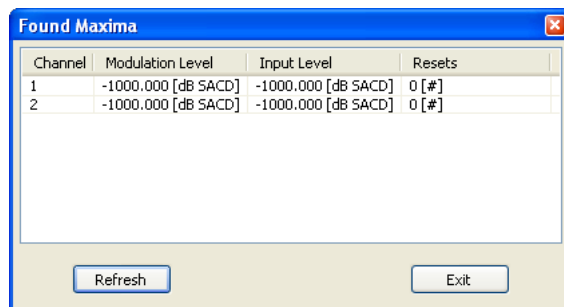 Found Maxima
Channel Modulation Level Input Level Resets
1 -1000.000 [dB SACD] -1000.000 [dB SACD] 0 [#]
2 -1000.000 [dB SACD] -1000.000 [dB SACD] 0 [#]
Refresh Exit